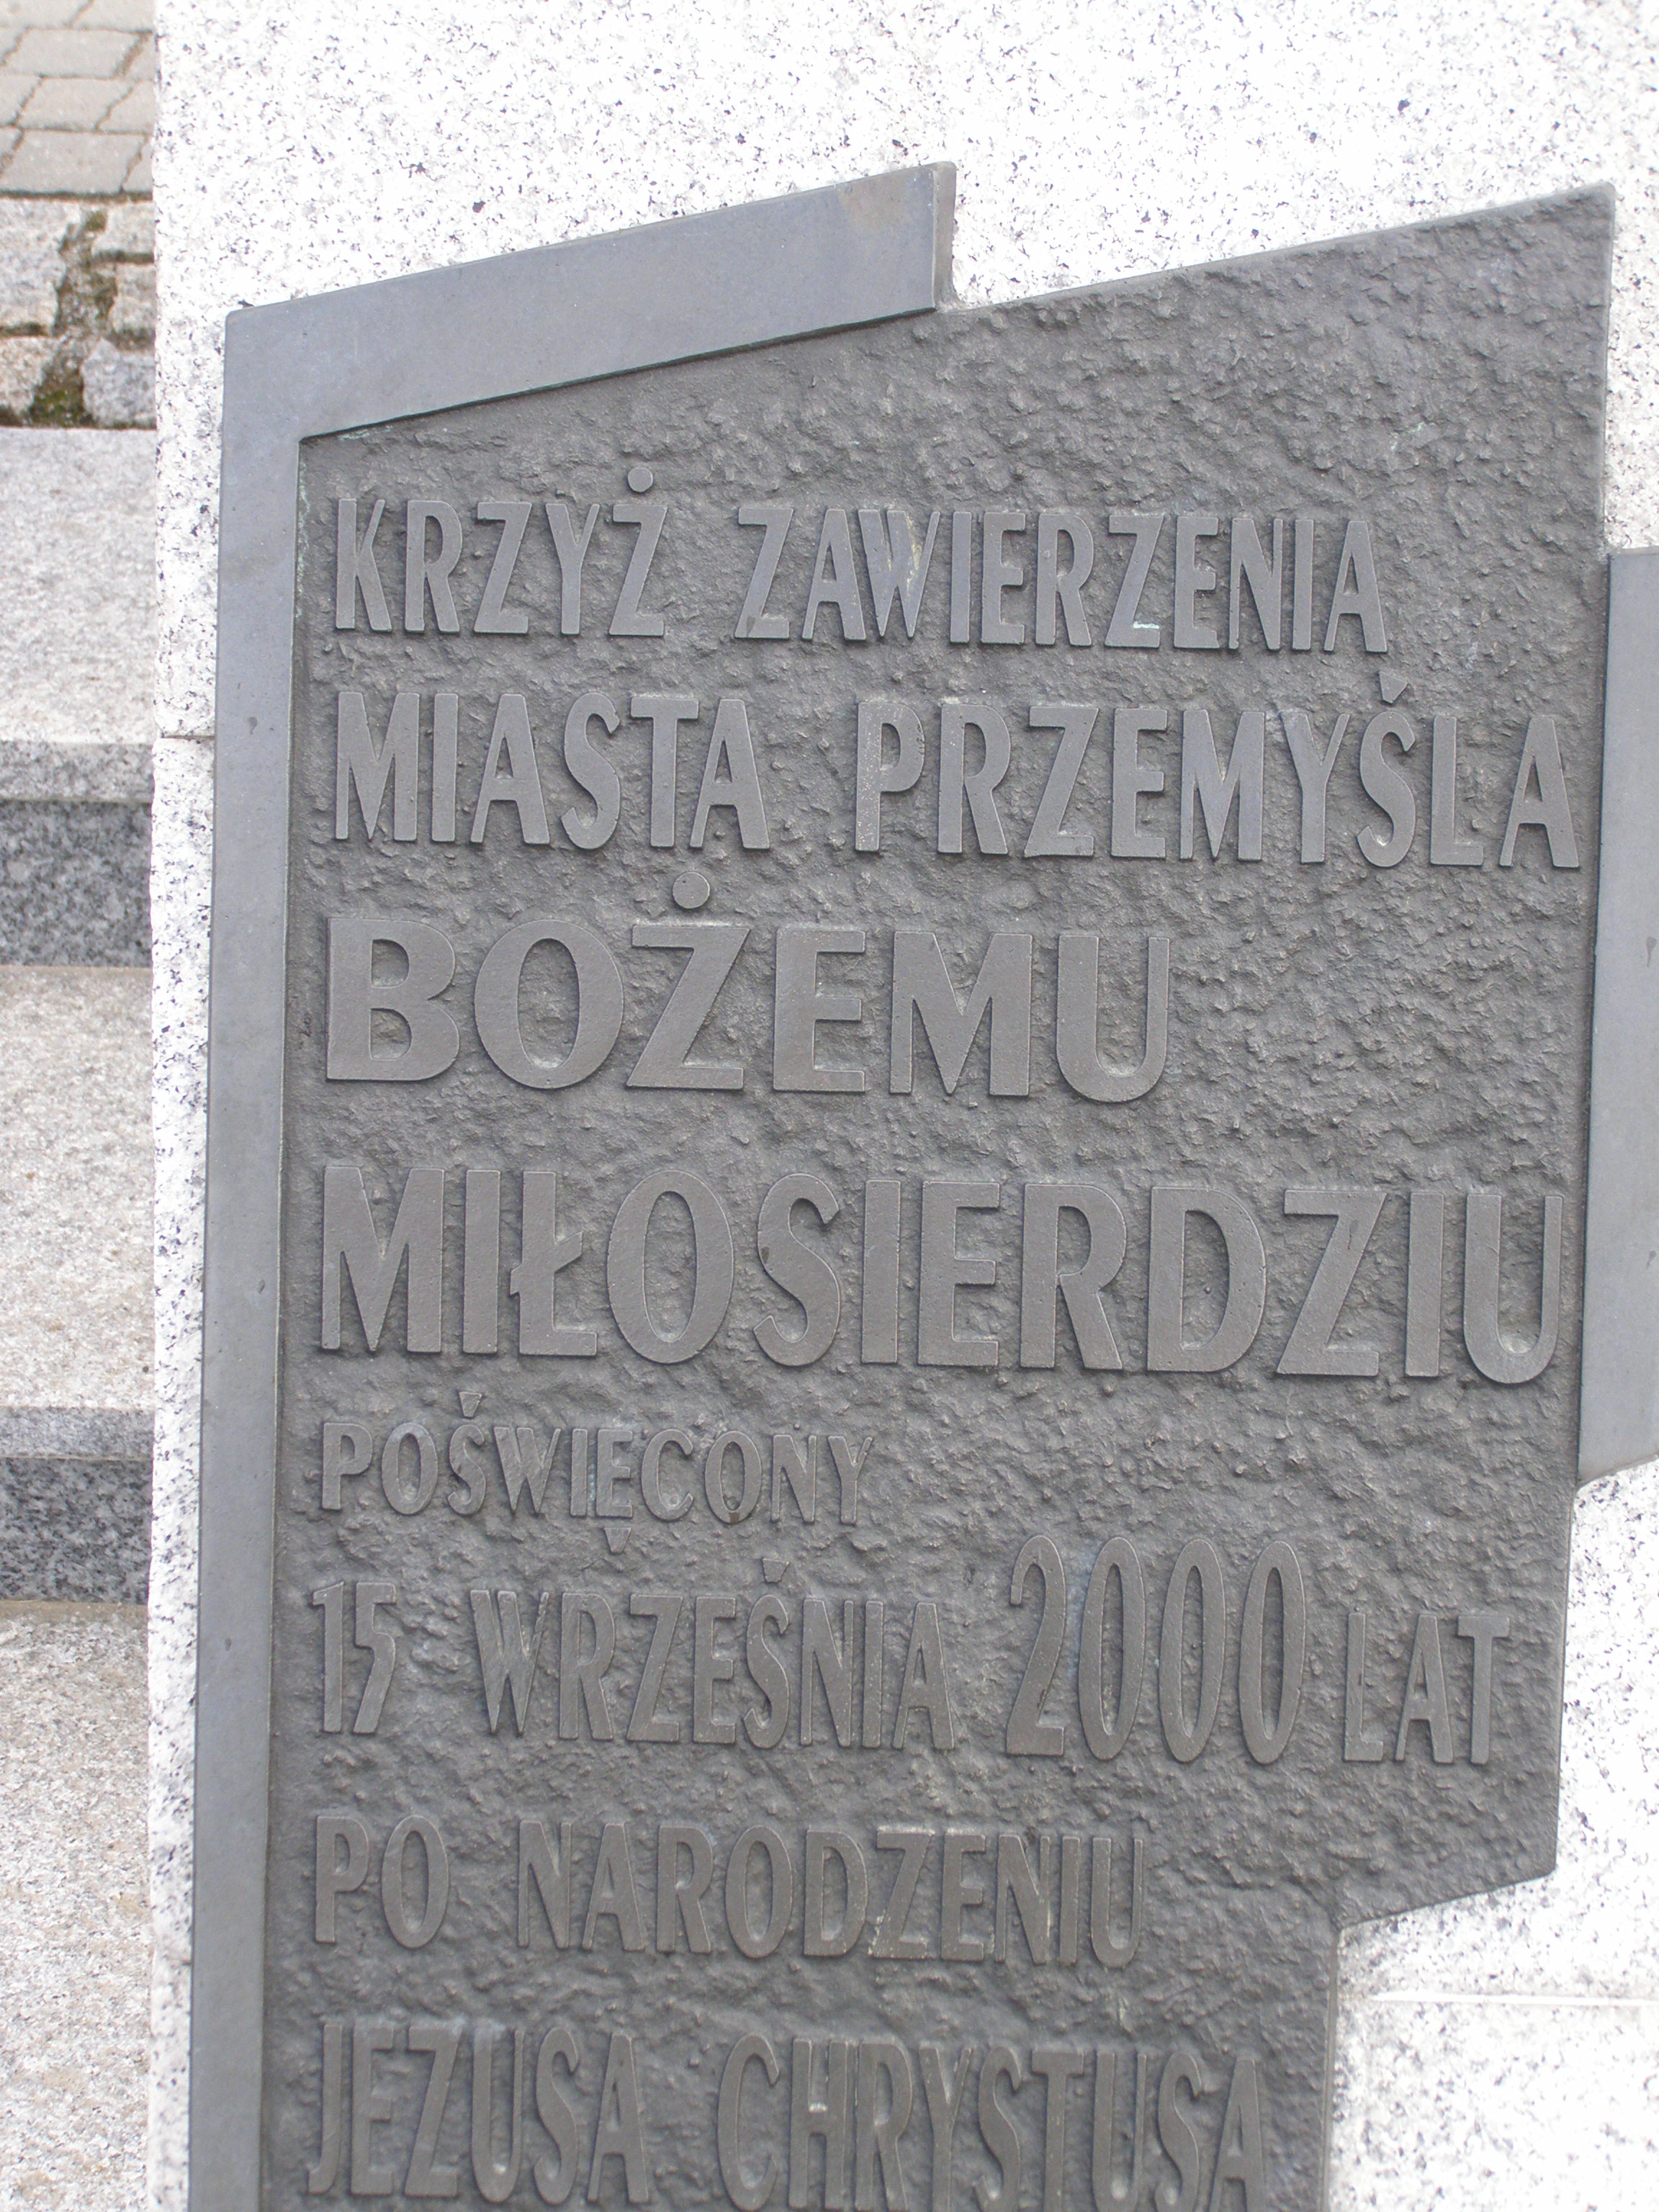 KRZYŻ ZAWIERZENIA
MIASTA PRZEMYŚLA
BOŻEMU
MIŁOSIERDZIU
POŚWIĘCONY
15 WRZEŚNIA 2000 LAT
PO NARODZENIU
JEZUSA CHRYSTUSA